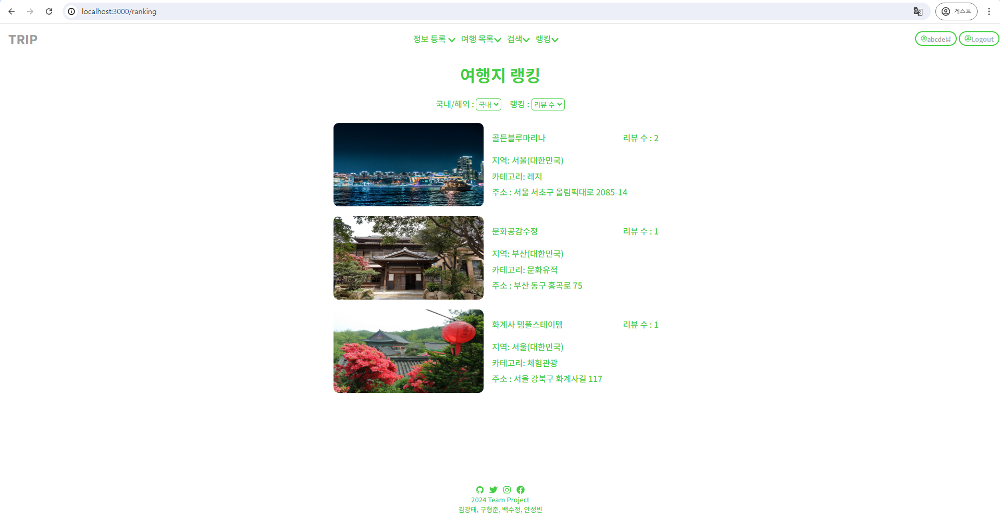 localhost:3000/ranking
게스트
TRIP
정보 등록 여행 목록 검색 랭킹
abcde님 Logout
여행지 랭킹
국내/해외 : 국내 랭킹 : 리뷰 수
골든블루마리나 리뷰 수 : 2
지역: 서울(대한민국)
카테고리: 레저
주소 : 서울 서초구 올림픽대로 2085-14
문화공감수정 리뷰 수 : 1
지역: 부산(대한민국)
카테고리: 문화유적
주소 : 부산 동구 홍곡로 75
화계사 템플스테이템 리뷰 수 : 1
지역: 서울(대한민국)
카테고리: 체험관광
주소 : 서울 강북구 화계사길 117
2024 Team Project
김강태, 구형준, 백수정, 안성빈